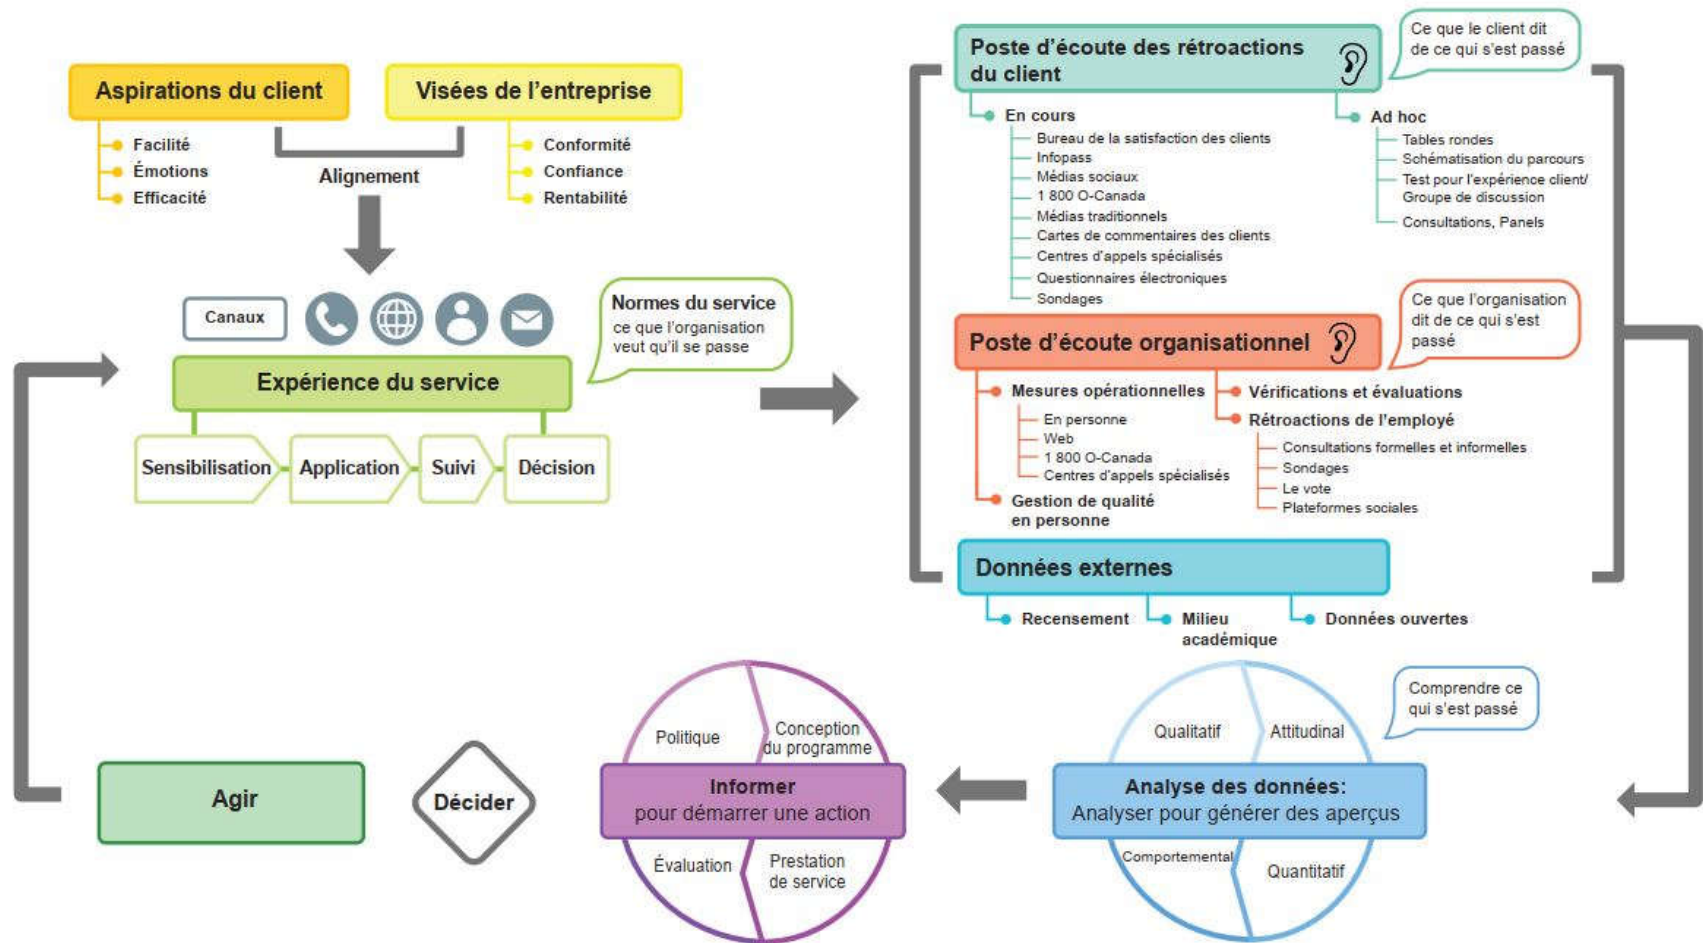 Aspirations du client
Facilité
Émotions
Efficacité
Visées de l'entreprise
Conformité
Confiance
Rentabilité
Alignement
Canaux
Normes du service
ce que l'organisation
veut qu'il se passe
Expérience du service
Sensibilisation
Application
Suivi
Décision
Poste d'écoute des rétroactions
du client
Ce que le client dit
de ce qui s'est passé
En cours
Bureau de la satisfaction des clients
Infopass
Médias sociaux
1 800 O-Canada
Médias traditionnels
Cartes de commentaires des clients
Centres d'appels spécialisés
Questionnaires électroniques
Sondages
Ad hoc
Tables rondes
Schématisation du parcours
Test pour l'expérience client/
Groupe de discussion
Consultations, Panels
Poste d'écoute organisationnel
Ce que l'organisation
dit de ce qui s'est
passé
Mesures opérationnelles
En personne
Web
1 800 O-Canada
Centres d'appels spécialisés
Gestion de qualité
en personne
Vérifications et évaluations
Rétroactions de l'employé
Consultations formelles et informelles
Sondages
Le vote
Plateformes sociales
Données externes
Recensement
Milieu
académique
Données ouvertes
Comprendre ce
qui s'est passé
Qualitatif
Attitudinal
Analyse des données:
Analyser pour générer des aperçus
Comportemental
Quantitatif
Politique
Conception
du programme
Informer
pour démarrer une action
Évaluation
Prestation
de service
Décider
Agir